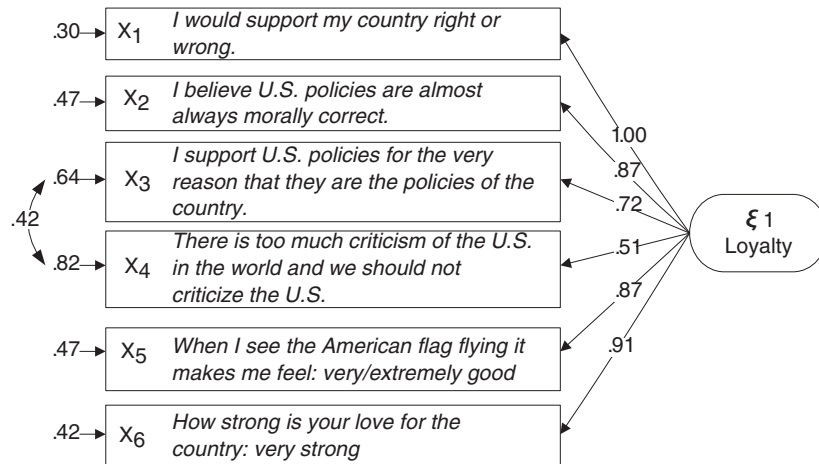 .30 X1 I would support my country right or
wrong.
.47 X2 I believe U.S. policies are almost
always morally correct.
.64 X3 I support U.S. policies for the very
reason that they are the policies of the
country.
.42
.82 X4 There is too much criticism of the U.S.
in the world and we should not
criticize the U.S.
.47 X5 When I see the American flag flying it
makes me feel: very/extremely good
.42 X6 How strong is your love for the
country: very strong
1.00
.87
.72
.51
.87
.91
ξ 1
Loyalty